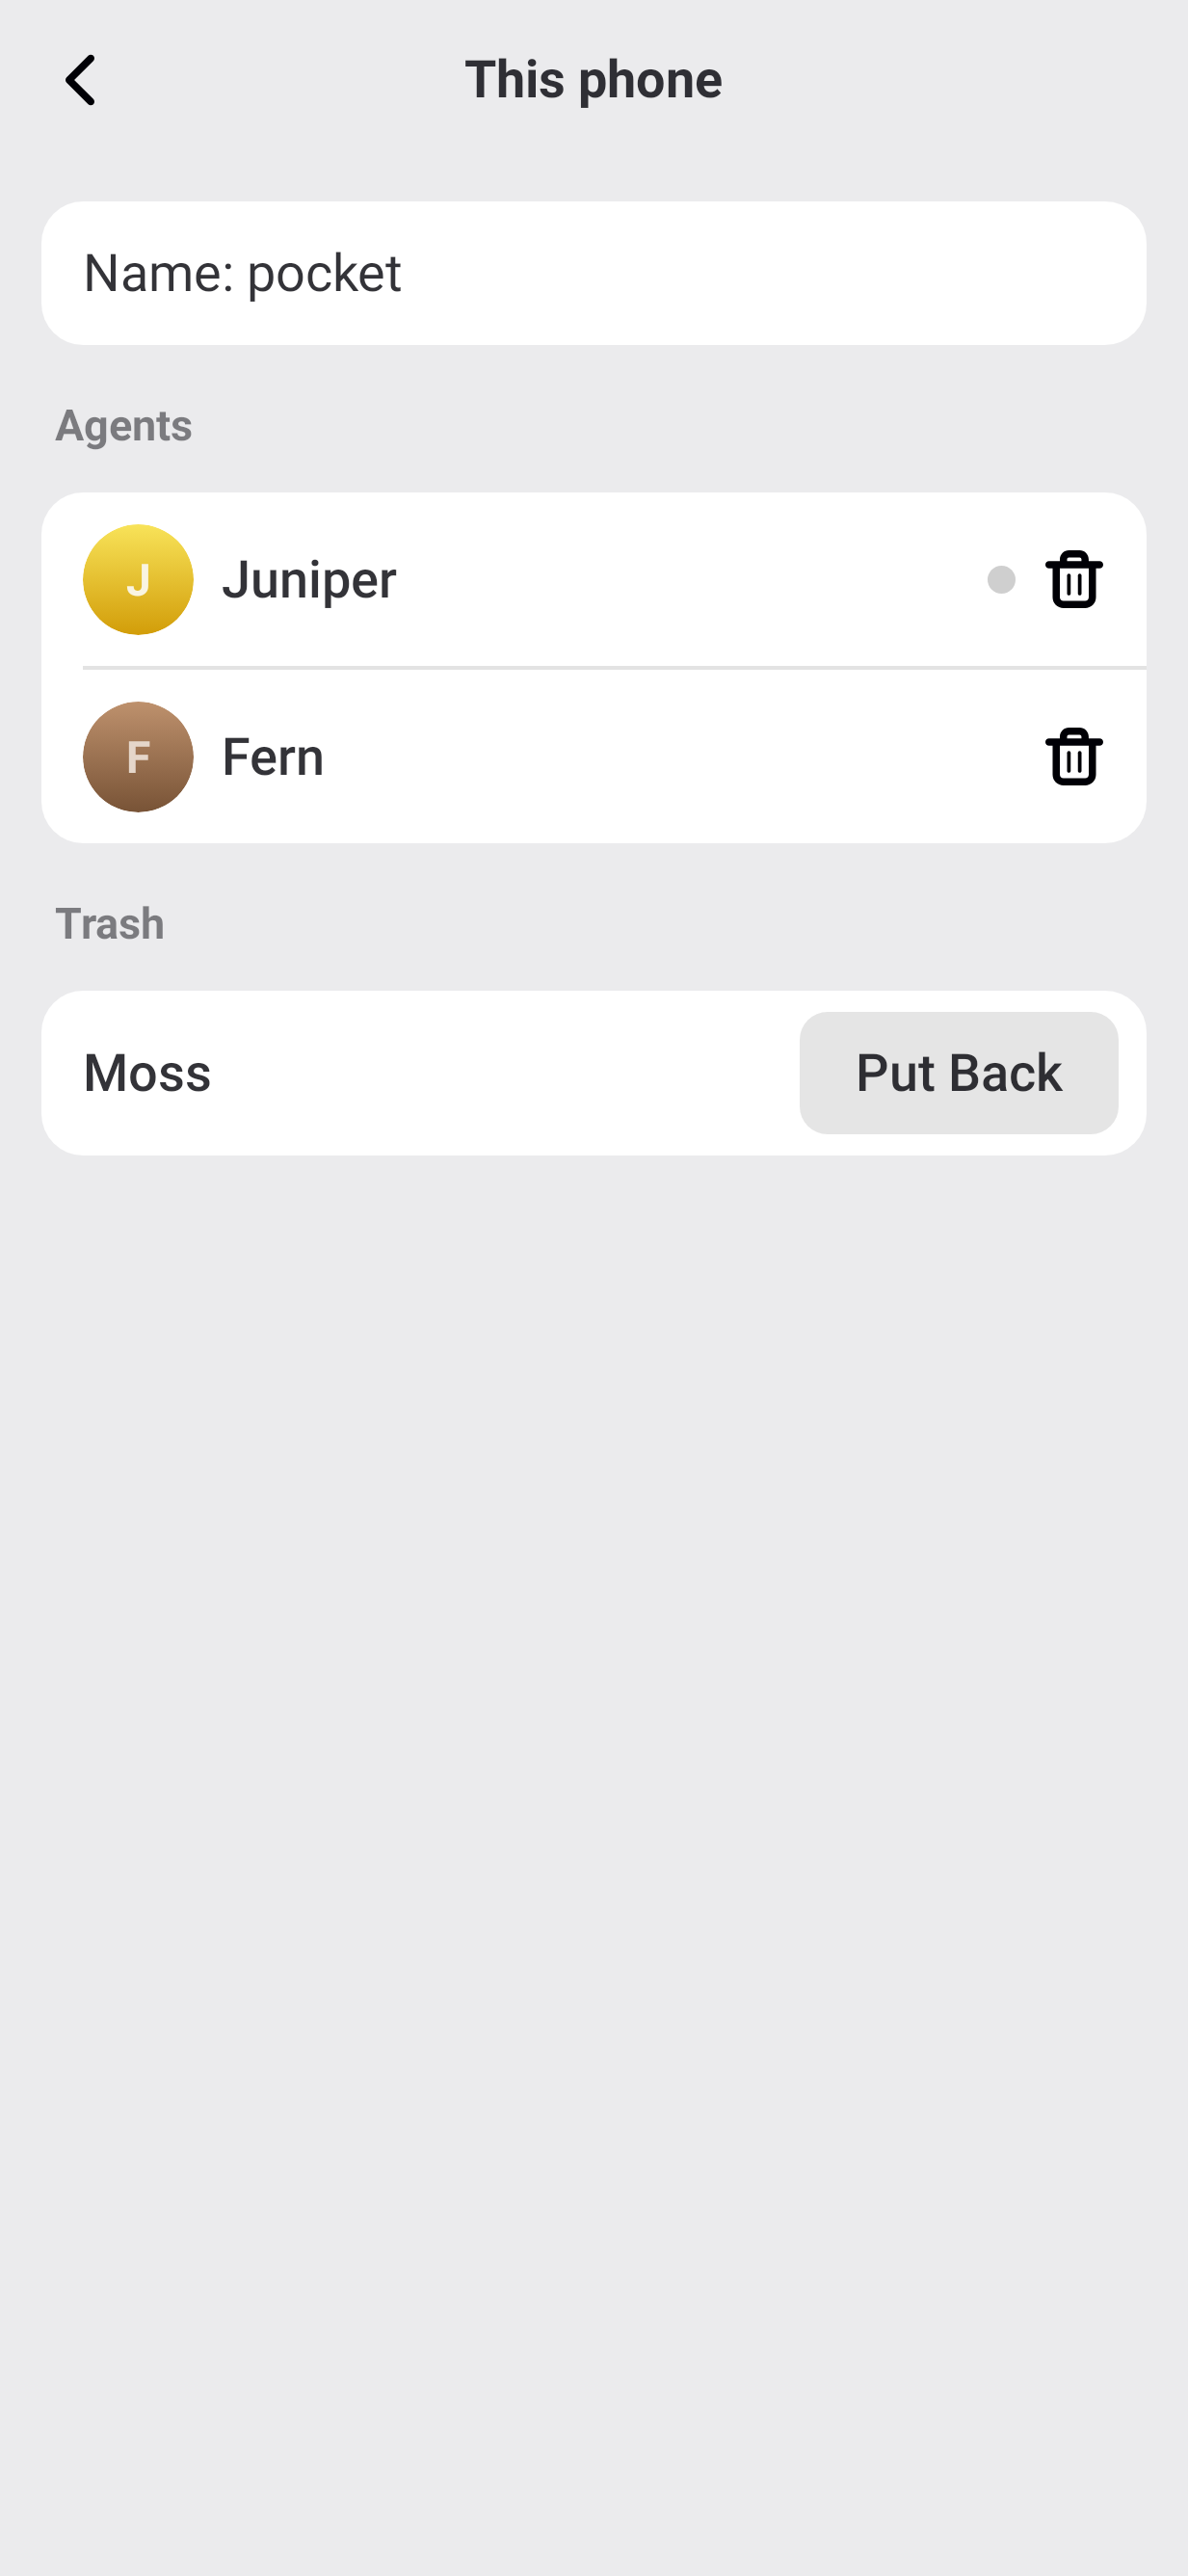 This phone
Name: pocket
Agents
J
Juniper
F
Fern
Trash
Moss
Put Back